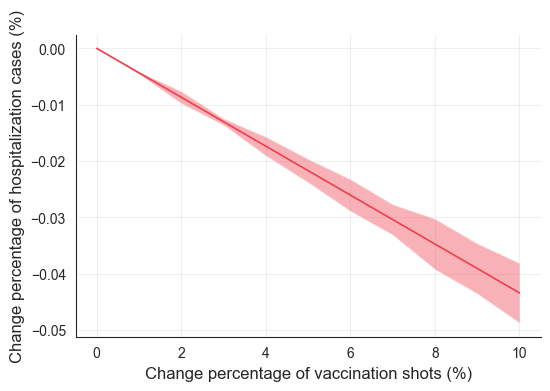 Change percentage of hospitalization cases (%)
0.00
−0.01
−0.02
−0.03
−0.04
−0.05
0 2 4 6 8 10
Change percentage of vaccination shots (%)